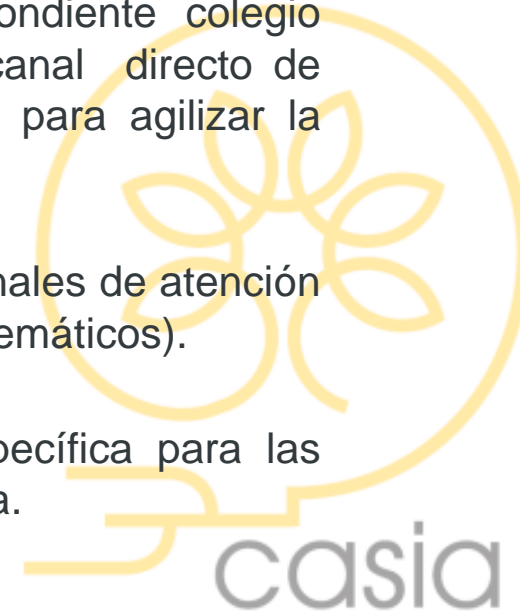 ondiente colegio
canal directo de
para agilizar la
nales de atención
emáticos).
pecífica para las
a.
casia